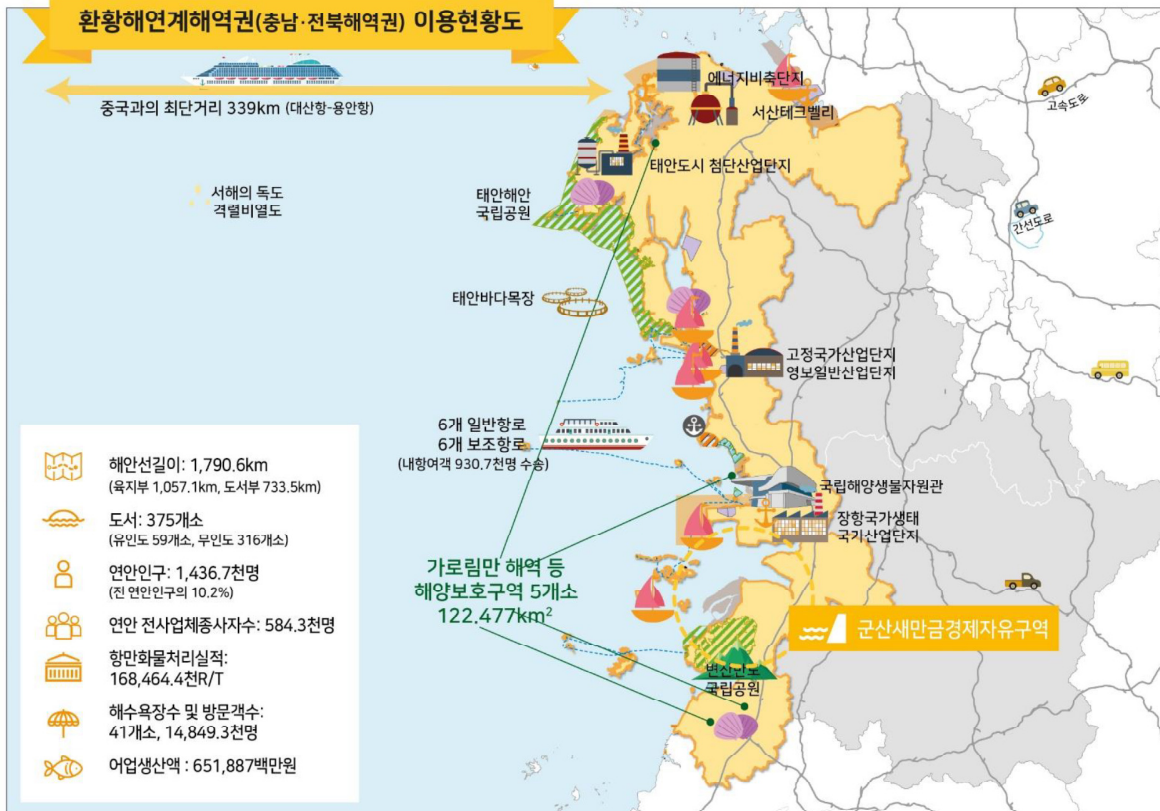 환황해연계해역권(충남·전북해역권) 이용현황도
중국과의 최단거리 339km (대산항-용안항)
에너지비축단지
서산테크벨리
고속도로
태안도시 첨단산업단지
서해의 독도
격렬비열도
태안해안
국립공원
간선도로
태안바다목장
고정국가산업단지
영보일반산업단지
6개 일반항로
6개 보조항로
(내항여객 930.7천명 수송)
국립해양생물자원관
장항국가생태
국기산업단지
가로림만 해역 등
해양보호구역 5개소
122.477km²
군산새만금경제자유구역
변산반도
국립공원
해안선길이: 1,790.6km
(육지부 1,057.1km, 도서부 733.5km)
도서: 375개소
(유인도 59개소, 무인도 316개소)
연안인구: 1,436.7천명
(전 연안인구의 10.2%)
연안 전사업체종사자수: 584.3천명
항만화물처리실적:
168,464.4천R/T
해수욕장수 및 방문객수:
41개소, 14,849.3천명
어업생산액 : 651,887백만원